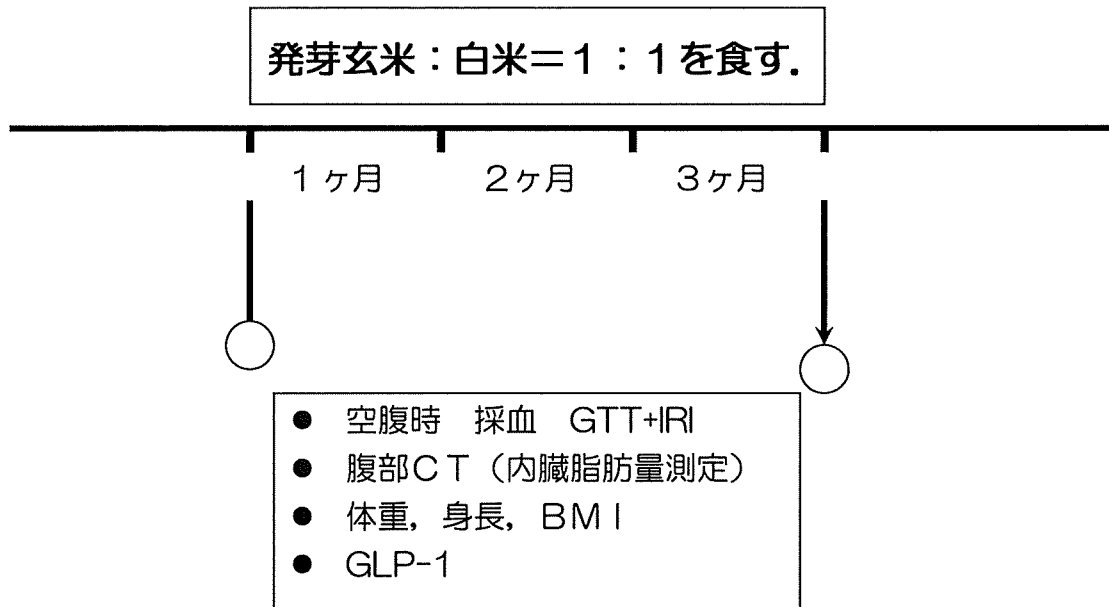 発芽玄米：白米＝１：１を食す．
１ヶ月　２ヶ月　３ヶ月
● 空腹時　採血　GTT+IRI
● 腹部ＣＴ（内臓脂肪量測定）
● 体重，身長，ＢＭＩ
● GLP-1